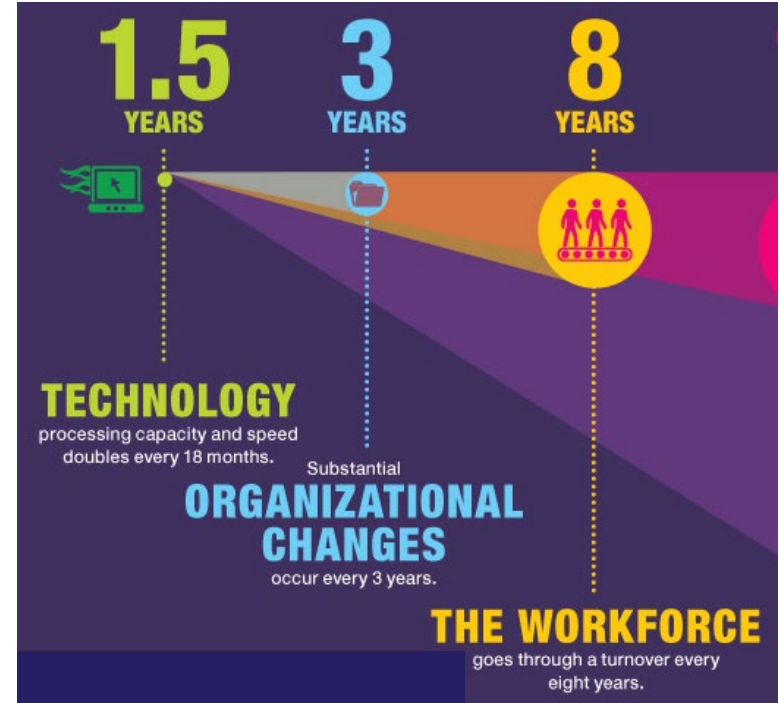 1.5
YEARS
3
YEARS
8
YEARS
TECHNOLOGY
processing capacity and speed
doubles every 18 months.
Substantial
ORGANIZATIONAL
CHANGES
occur every 3 years.
THE WORKFORCE
goes through a turnover every
eight years.